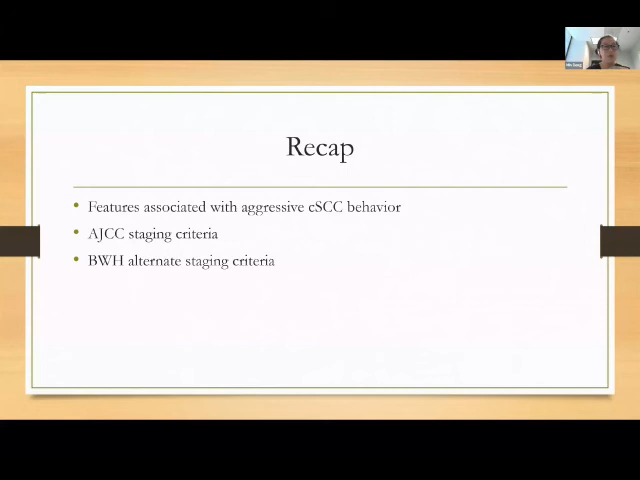 Recap
• Features associated with aggressive cSCC behavior
• AJCC staging criteria
• BWH alternate staging criteria